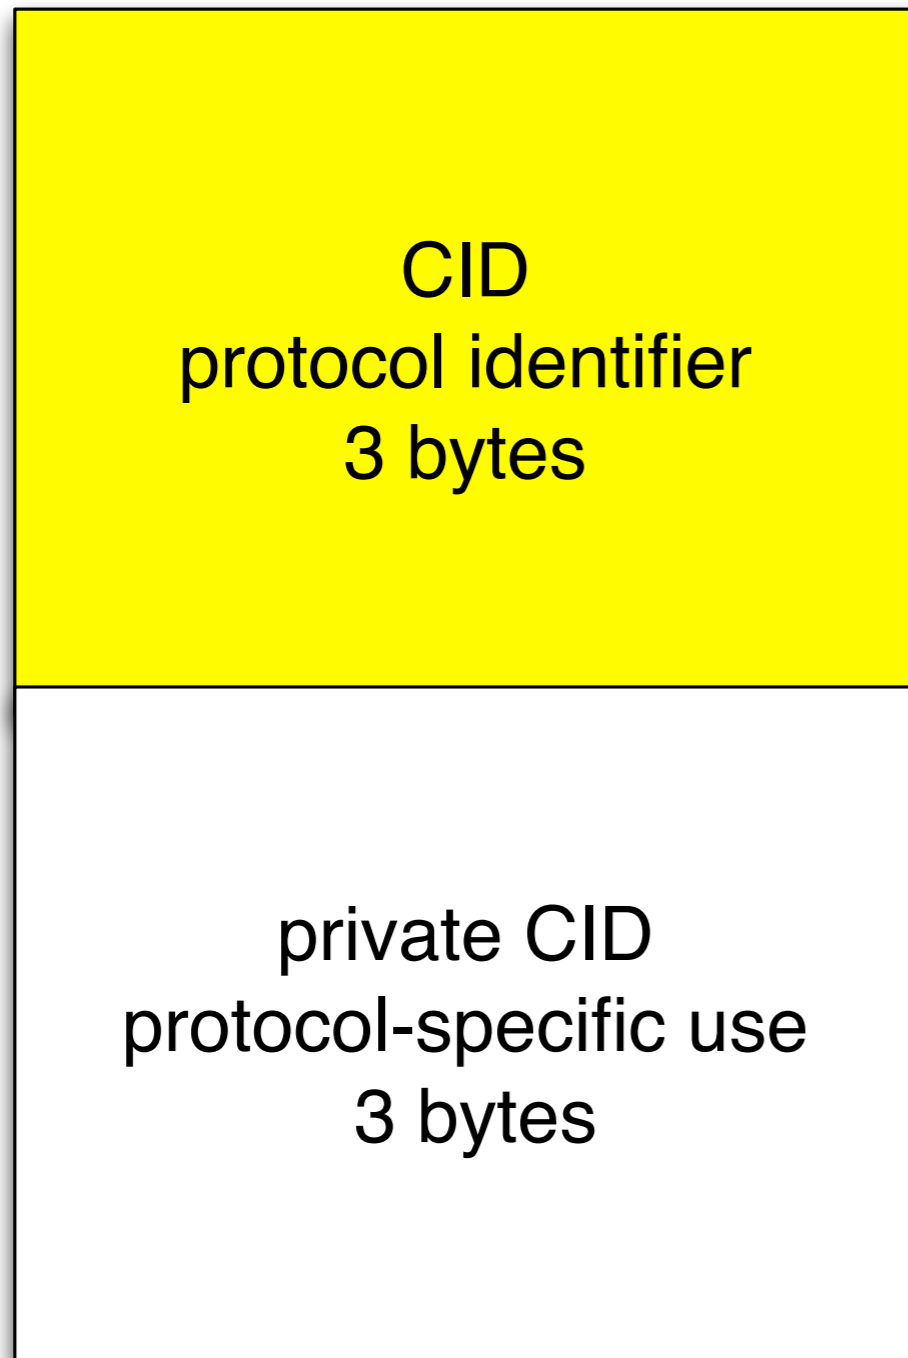 CID
protocol identifier
3 bytes
private CID
protocol-specific use
3 bytes